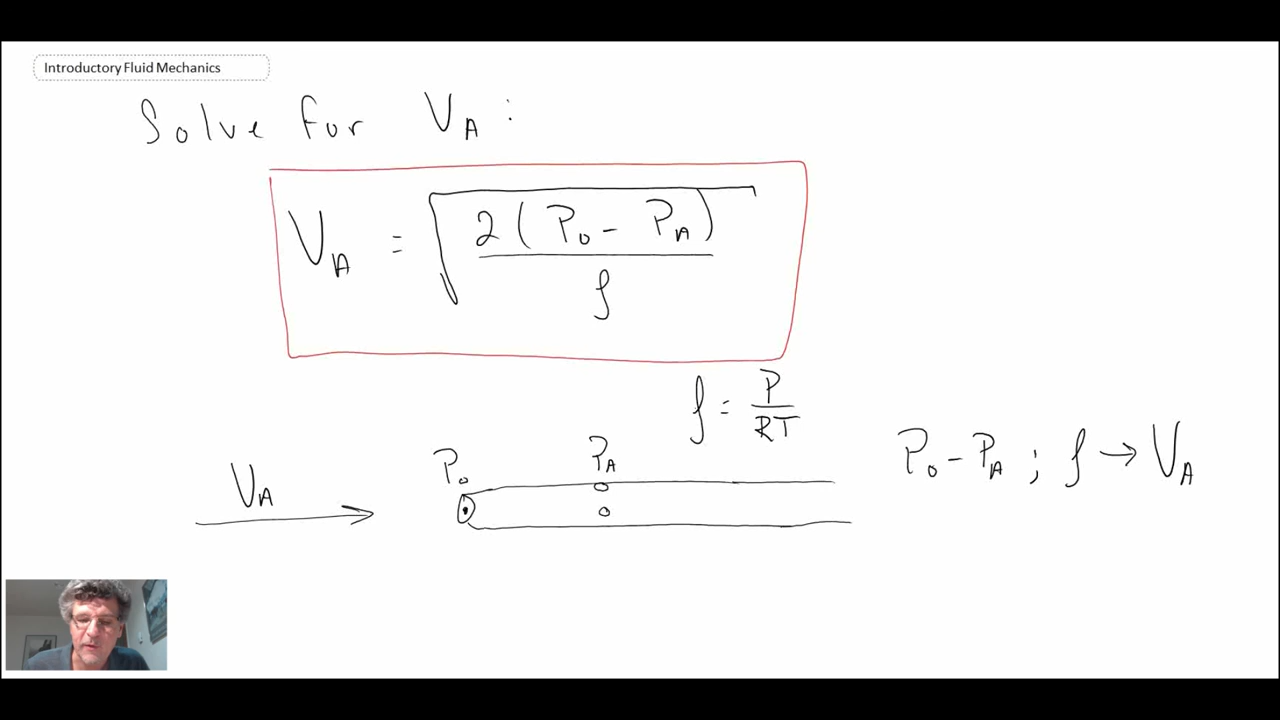 Introductory Fluid Mechanics
Solve for V_A :
V_A = √(2(P_0 - P_A)/ρ)
ρ = P/RT
P_0 - P_A ; ρ → V_A
V_A
P_0
P_A